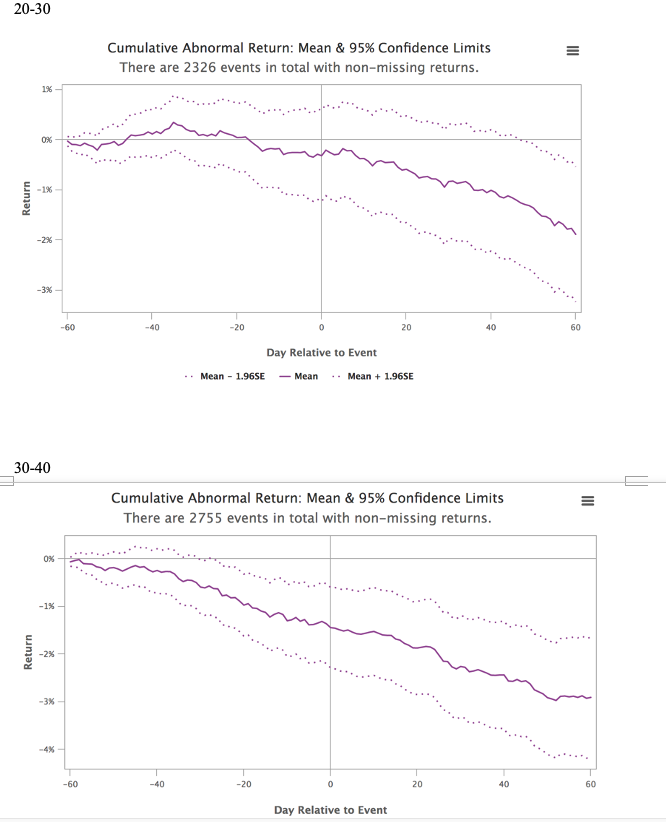 20-30
Cumulative Abnormal Return: Mean & 95% Confidence Limits
There are 2326 events in total with non-missing returns.
1%
0%
-1%
-2%
-3%
Return
-60
-40
-20
0
20
40
60
Day Relative to Event
Mean - 1.96SE
Mean
Mean + 1.96SE
30-40
Cumulative Abnormal Return: Mean & 95% Confidence Limits
There are 2755 events in total with non-missing returns.
0%
-1%
-2%
-3%
-4%
Return
-60
-40
-20
0
20
40
60
Day Relative to Event